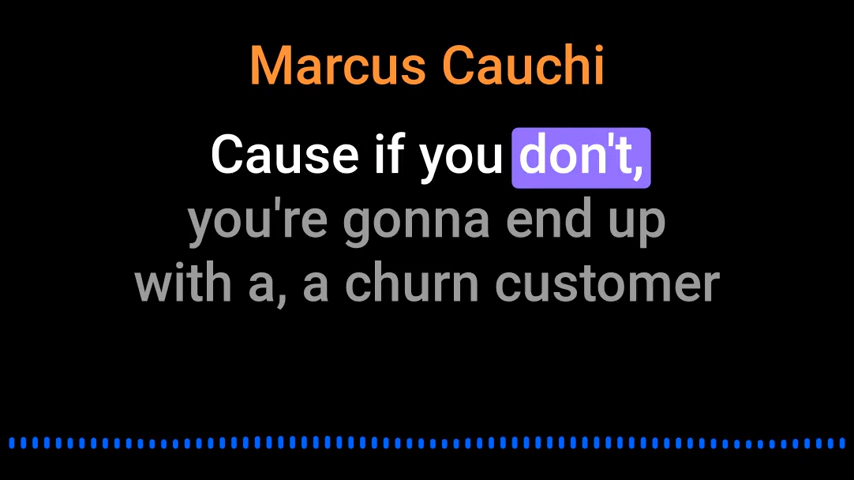 Marcus Cauchi
Cause if you don't,
you're gonna end up
with a, a churn customer